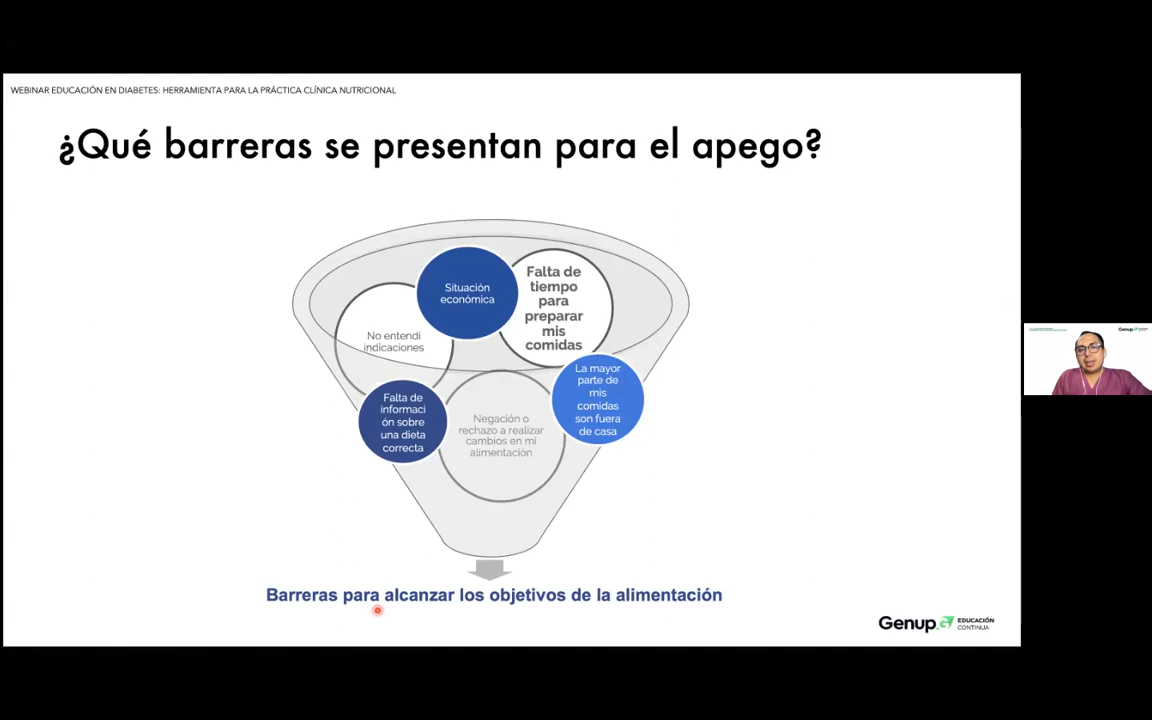 WEBINAR EDUCACIÓN EN DIABETES: HERRAMIENTA PARA LA PRÁCTICA CLÍNICA NUTRICIONAL
¿Qué barreras se presentan para el apego?
Situación
económica
Falta de
tiempo
para
preparar
mis
comidas
No entendí
indicaciones
La mayor
parte de
mis
comidas
son fuera
de casa
Falta de
informaci
ón sobre
una dieta
correcta
Negación o
rechazo a realizar
cambios en mi
alimentación
Barreras para alcanzar los objetivos de la alimentación
Genup
EDUCACIÓN
CONTINUA
Genup